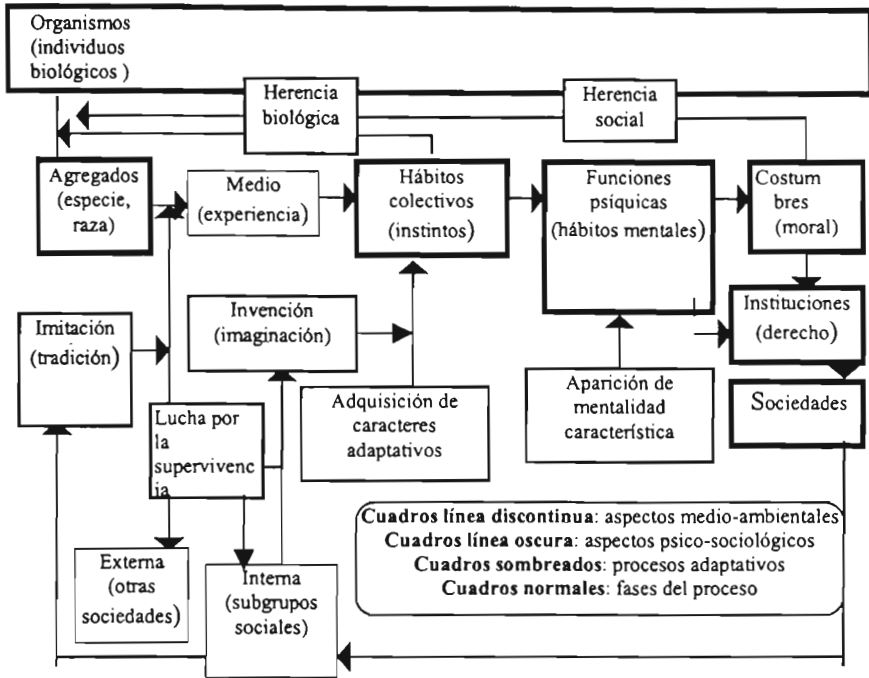 Organismos
(individuos
biológicos )
Herencia
biológica
Herencia
social
Agregados
(especie,
raza)
Medio
(experiencia)
Hábitos
colectivos
(instintos)
Funciones
psíquicas
(hábitos mentales)
Costum
bres
(moral)
Imitación
(tradición)
Invención
(imaginación)
Instituciones
(derecho)
Lucha por
la
supervivenc
ia
Adquisición de
caracteres
adaptativos
Aparición de
mentalidad
característica
Sociedades
Externa
(otras
sociedades)
Interna
(subgrupos
sociales)
Cuadros línea discontinua: aspectos medio-ambientales
Cuadros línea oscura: aspectos psico-sociológicos
Cuadros sombreados: procesos adaptativos
Cuadros normales: fases del proceso